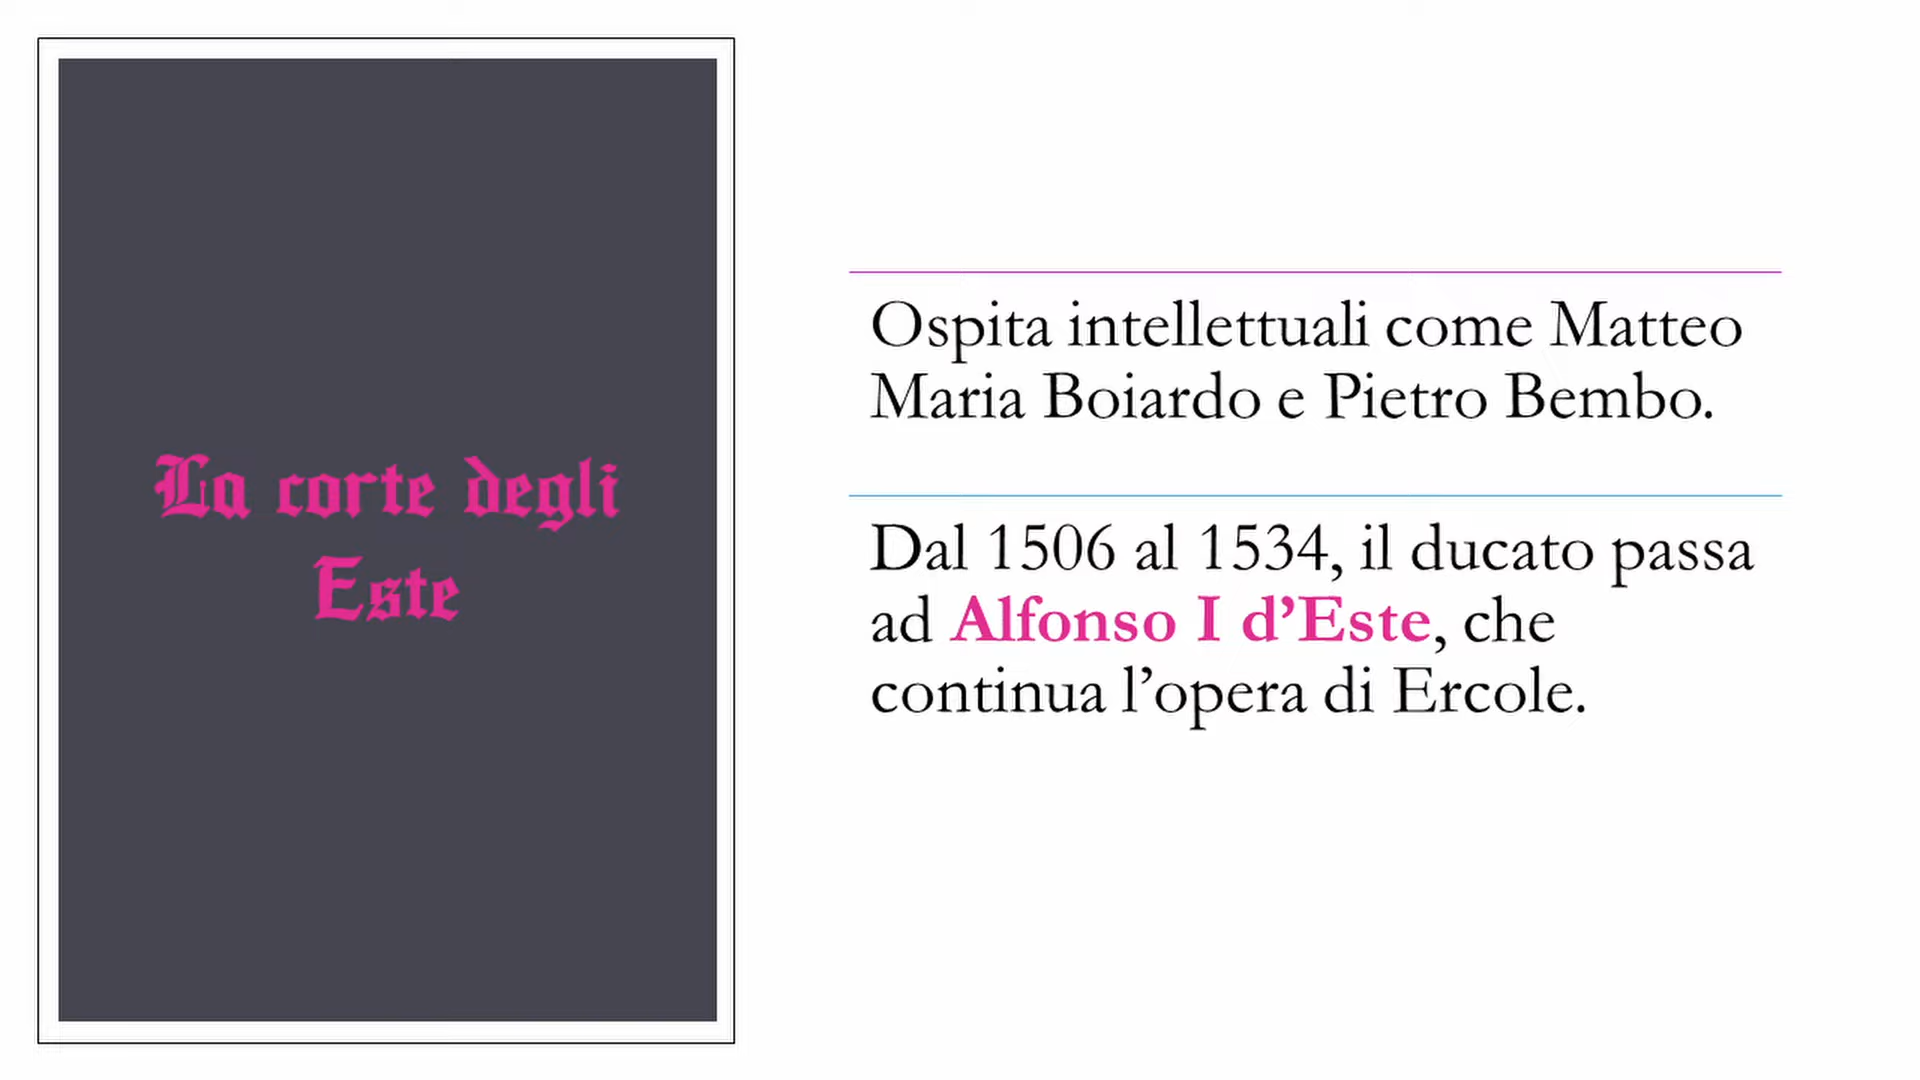 La corte degli
Este
Ospita intellettuali come Matteo
Maria Boiardo e Pietro Bembo.
Dal 1506 al 1534, il ducato passa
ad Alfonso I d’Este, che
continua l’opera di Ercole.